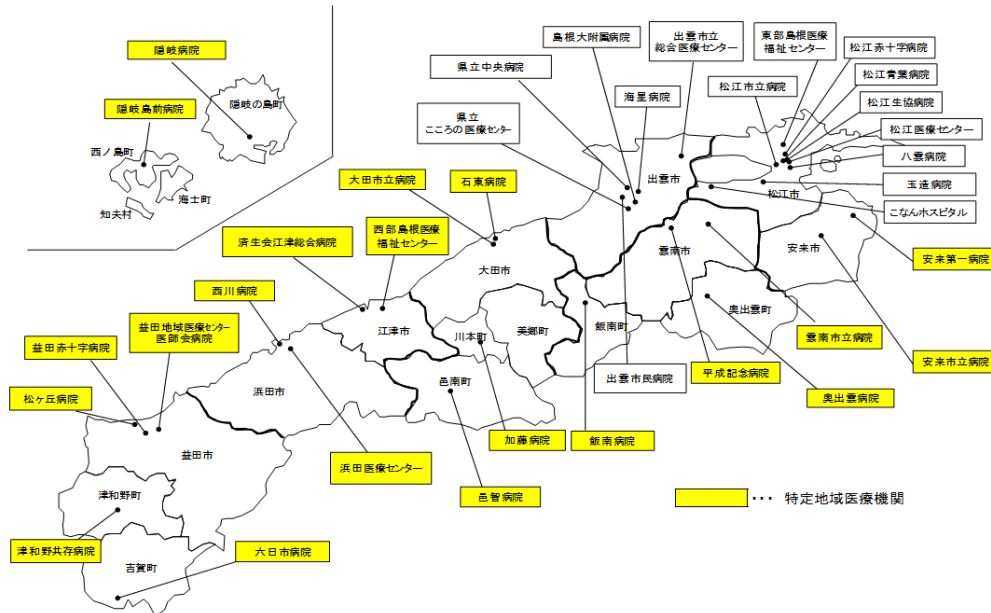 隠岐病院
隠岐島前病院
隠岐の島町
西ノ島町
海士町
知夫村
島根大附属病院
出雲市立
総合医療センター
東部島根医療
福祉センター
松江赤十字病院
県立中央病院
松江市立病院
松江青葉病院
海星病院
松江生協病院
県立
こころの医療センター
松江医療センター
八雲病院
玉造病院
こなんホスピタル
出雲市
松江市
大田市立病院
石東病院
済生会江津総合病院
西部島根医療
福祉センター
安来市
安来第一病院
雲南市
大田市
西川病院
奥出雲町
江津市
川本町
美郷町
飯南町
益田地域医療センター
医師会病院
益田赤十字病院
雲南市立病院
安来市立病院
出雲市民病院
平成記念病院
邑南町
浜田市
奥出雲病院
松ヶ丘病院
加藤病院
飯南病院
益田市
浜田医療センター
邑智病院
津和野町
・・・ 特定地域医療機関
津和野共存病院
六日市病院
吉賀町